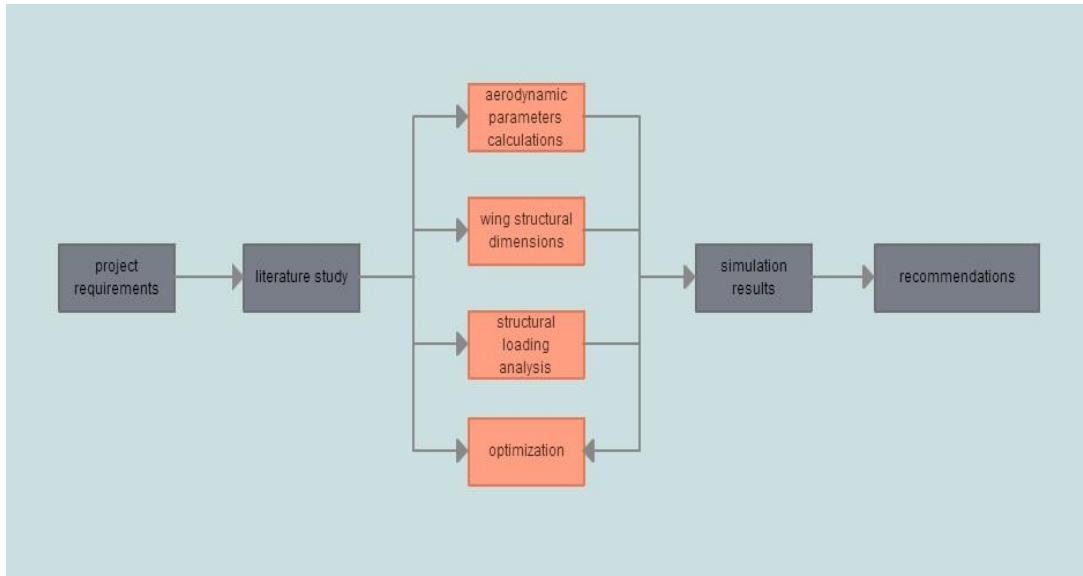 project
requirements
literature study
aerodynamic
parameters
calculations
wing structural
dimensions
structural
loading
analysis
optimization
simulation
results
recommendations